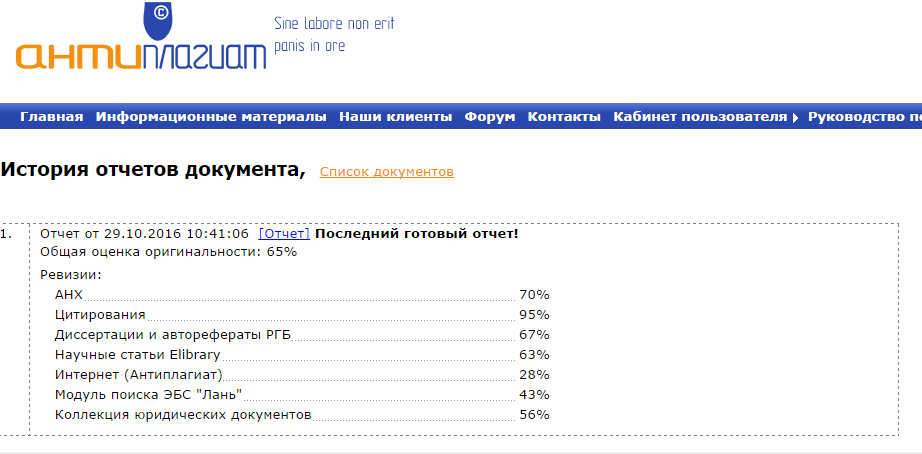 ©
антиплагиат
Sine labore non erit
panis in ore
Главная Информационные материалы Наши клиенты Форум Контакты Кабинет пользователя Руководство
История отчетов документа, Список документов
1. Отчет от 29.10.2016 10:41:06 [Отчет] Последний готовый отчет!
Общая оценка оригинальности: 65%
Ревизии:
АНХ 70%
Цитирования 95%
Диссертации и авторефераты РГБ 67%
Научные статьи Elibrary 63%
Интернет (Антиплагиат) 28%
Модуль поиска ЭБС "Лань" 43%
Коллекция юридических документов 56%